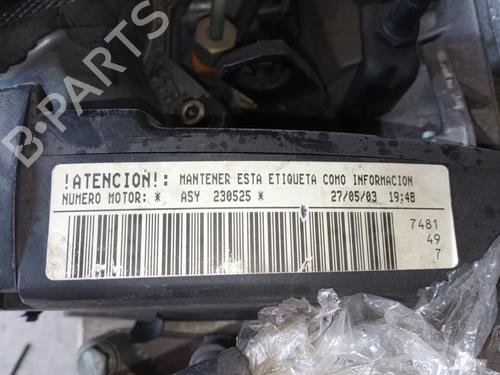 !ATENCION!: MANTENER ESTA ETIQUETA COMO INFORMACION
NUMERO MOTOR: * ASY 230525 * 27/05/03 19:48
7481
49
7
B-PARTS